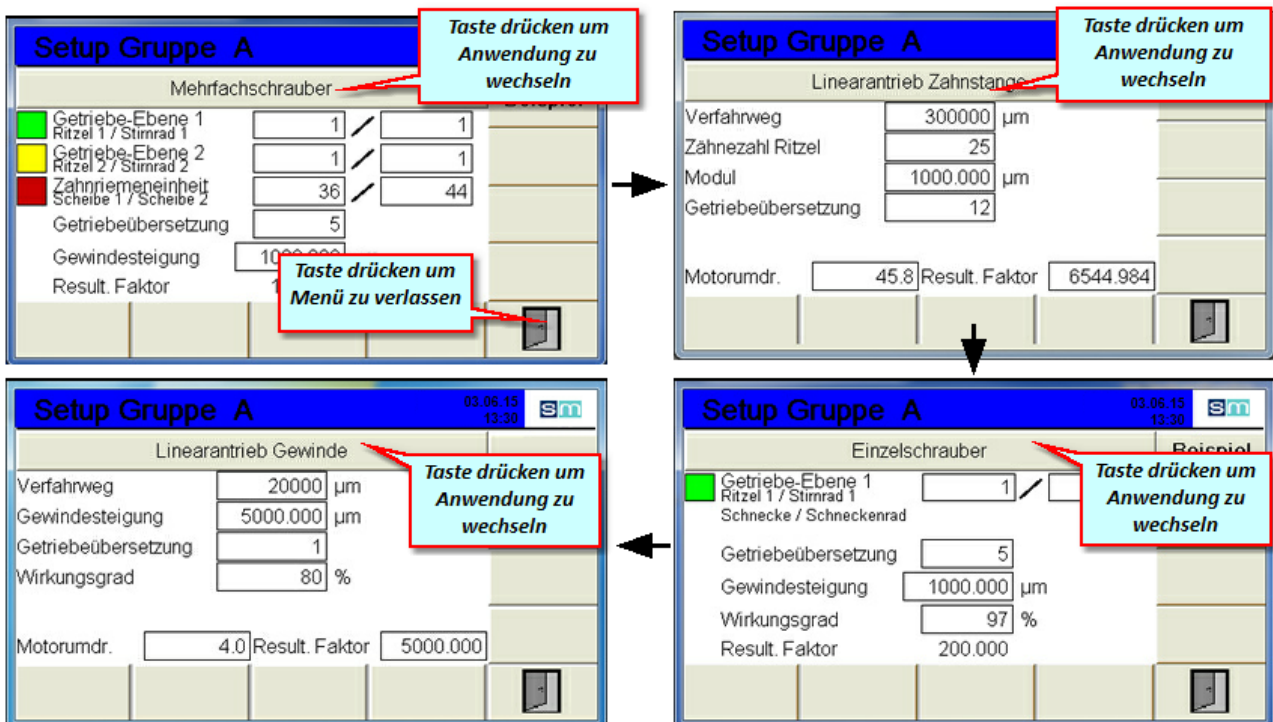 Setup Gruppe A
Taste drücken um
Anwendung zu
wechseln
Mehrfachschrauber
Getriebe-Ebene 1
Ritzel 1 / Stirnrad 1
1 / 1
Getriebe-Ebene 2
Ritzel 2 / Stirnrad 2
1 / 1
Zahnriemeneinheit
Scheibe 1 / Scheibe 2
36 / 44
Getriebeübersetzung 5
Gewindesteigung
Result. Faktor
Taste drücken um
Menü zu verlassen
Setup Gruppe A
Taste drücken um
Anwendung zu
wechseln
Linearantrieb Zahnstange
Verfahrweg 300000 µm
Zähnezahl Ritzel 25
Modul 1000.000 µm
Getriebeübersetzung 12
Motorumdr. 45.8 Result. Faktor 6544.984
Setup Gruppe A
03.06.15
13:30
sm
Linearantrieb Gewinde
Taste drücken um
Anwendung zu
wechseln
Verfahrweg 20000 µm
Gewindesteigung 5000.000 µm
Getriebeübersetzung 1
Wirkungsgrad 80 %
Motorumdr. 4.0 Result. Faktor 5000.000
Setup Gruppe A
03.06.15
13:30
sm
Einzelschrauber
Beispiel
Taste drücken um
Anwendung zu
wechseln
Getriebe-Ebene 1
Ritzel 1 / Stirnrad 1
1 /
Schnecke / Schneckenrad
Getriebeübersetzung 5
Gewindesteigung 1000.000 µm
Wirkungsgrad 97 %
Result. Faktor 200.000